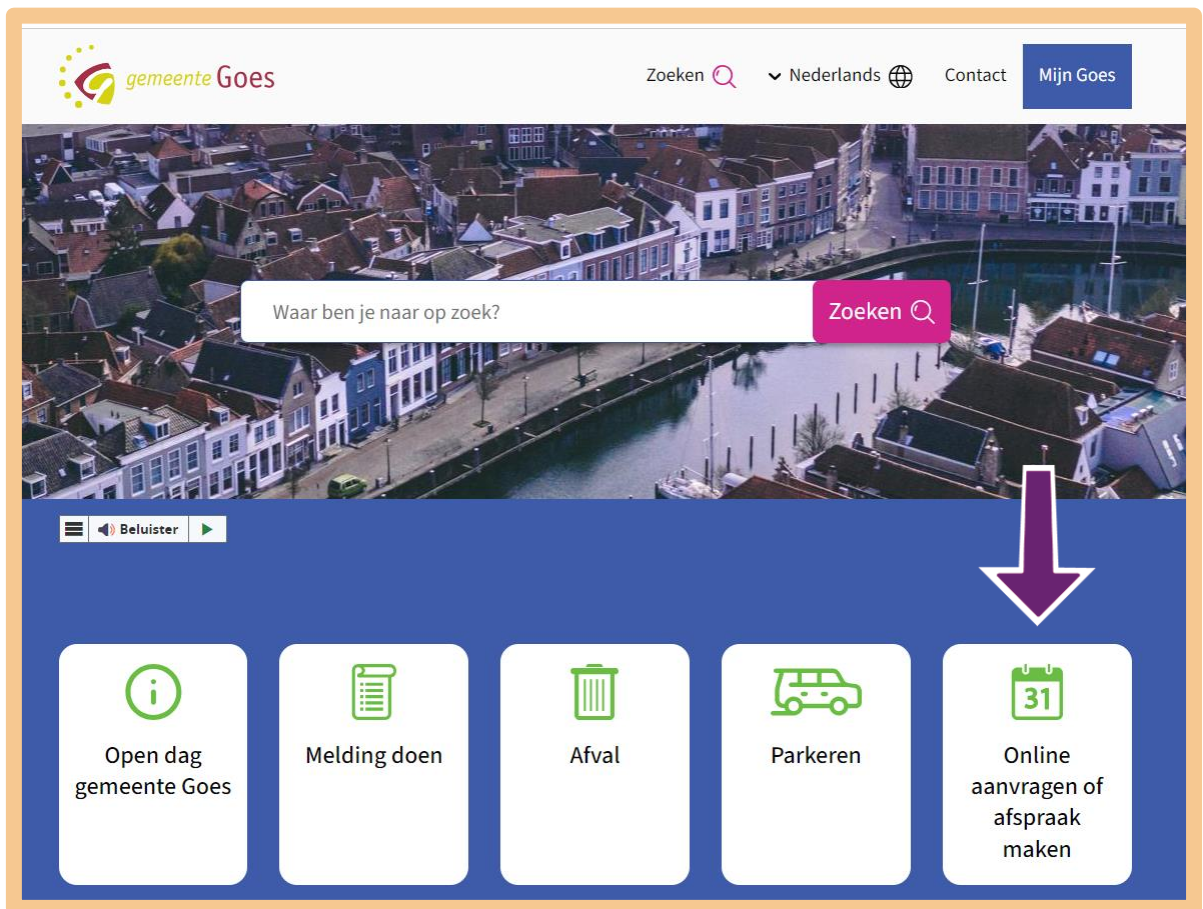 gemeente Goes
Zoeken
Nederlands
Contact
Mijn Goes
Waar ben je naar op zoek?
Zoeken
Beluister
Open dag
gemeente Goes
Melding doen
Afval
Parkeren
31
Online
aanvragen of
afspraak
maken